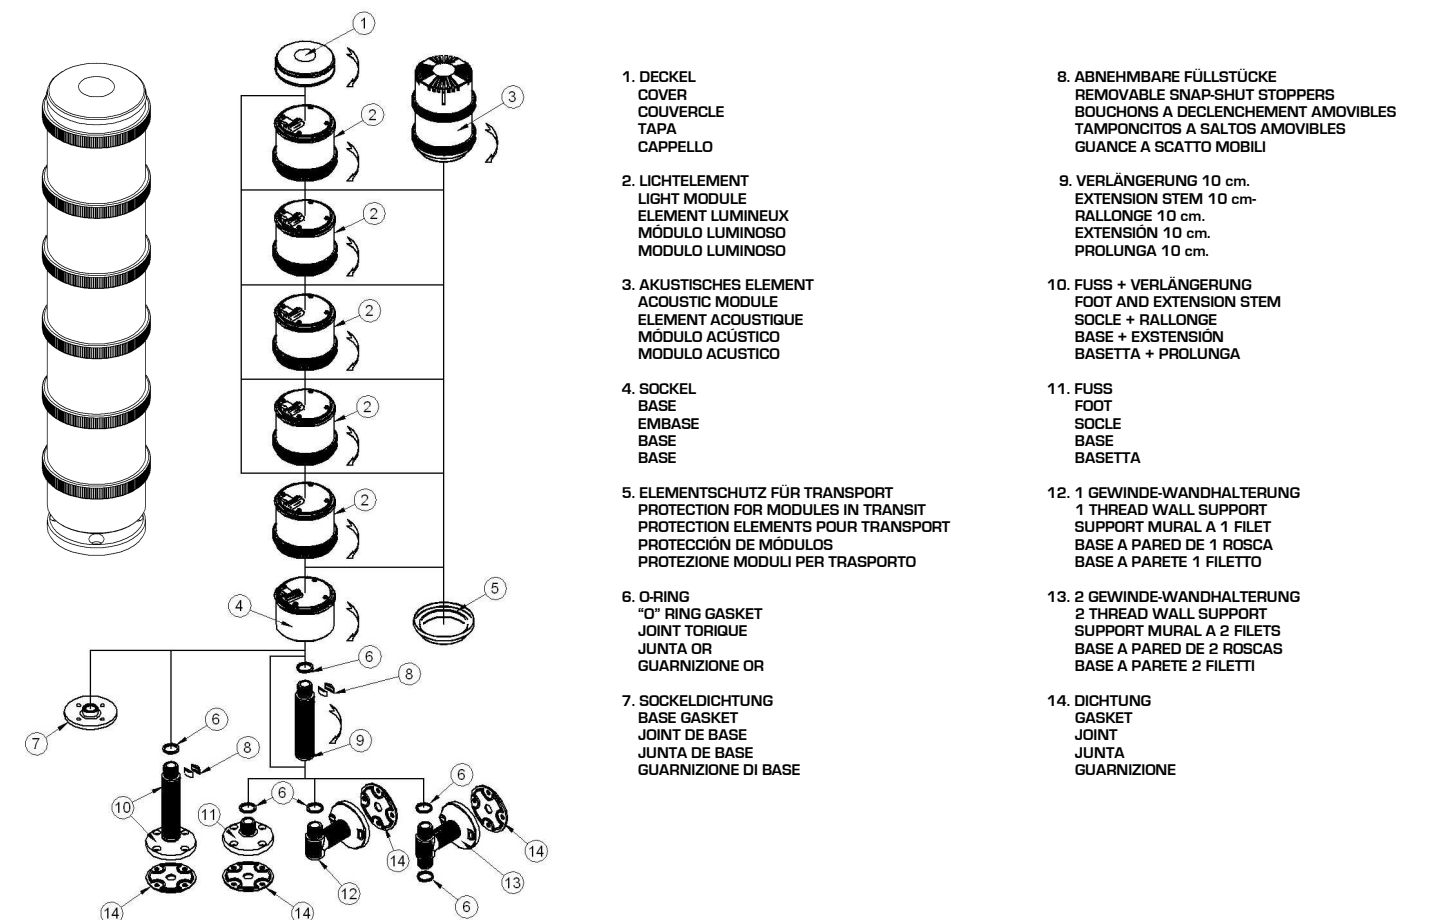 1
2
3
2
2
2
2
4
5
6
8
7
6
8
9
10
11
6
6
6
14
14
12
13
14
14
6
1. DECKEL
COVER
COUVERCLE
TAPA
CAPPELLO
2. LICHTELEMENT
LIGHT MODULE
ELEMENT LUMINEUX
MÓDULO LUMINOSO
MODULO LUMINOSO
3. AKUSTISCHES ELEMENT
ACOUSTIC MODULE
ELEMENT ACOUSTIQUE
MÓDULO ACÚSTICO
MODULO ACUSTICO
4. SOCKEL
BASE
EMBASE
BASE
BASE
5. ELEMENTSCHUTZ FÜR TRANSPORT
PROTECTION FOR MODULES IN TRANSIT
PROTECTION ELEMENTS POUR TRANSPORT
PROTECCIÓN DE MÓDULOS
PROTEZIONE MODULI PER TRASPORTO
6. O-RING
“O” RING GASKET
JOINT TORIQUE
JUNTA OR
GUARNIZIONE OR
7. SOCKELDICHTUNG
BASE GASKET
JOINT DE BASE
JUNTA DE BASE
GUARNIZIONE DI BASE
8. ABNEHMBARE FÜLLSTÜCKE
REMOVABLE SNAP-SHUT STOPPERS
BOUCHONS A DECLENCHEMENT AMOVIBLES
TAMPONCITOS A SALTOS AMOVIBLES
GUANCE A SCATTO MOBILI
9. VERLÄNGERUNG 10 cm.
EXTENSION STEM 10 cm-
RALLONGE 10 cm.
EXTENSIÓN 10 cm.
PROLUNGA 10 cm.
10. FUSS + VERLÄNGERUNG
FOOT AND EXTENSION STEM
SOCLE + RALLONGE
BASE + EXSTENSIÓN
BASETTA + PROLUNGA
11. FUSS
FOOT
SOCLE
BASE
BASETTA
12. 1 GEWINDE-WANDHALTERUNG
1 THREAD WALL SUPPORT
SUPPORT MURAL A 1 FILET
BASE A PARED DE 1 ROSCA
BASE A PARETE 1 FILETTO
13. 2 GEWINDE-WANDHALTERUNG
2 THREAD WALL SUPPORT
SUPPORT MURAL A 2 FILETS
BASE A PARED DE 2 ROSCAS
BASE A PARETE 2 FILETTI
14. DICHTUNG
GASKET
JOINT
JUNTA
GUARNIZIONE